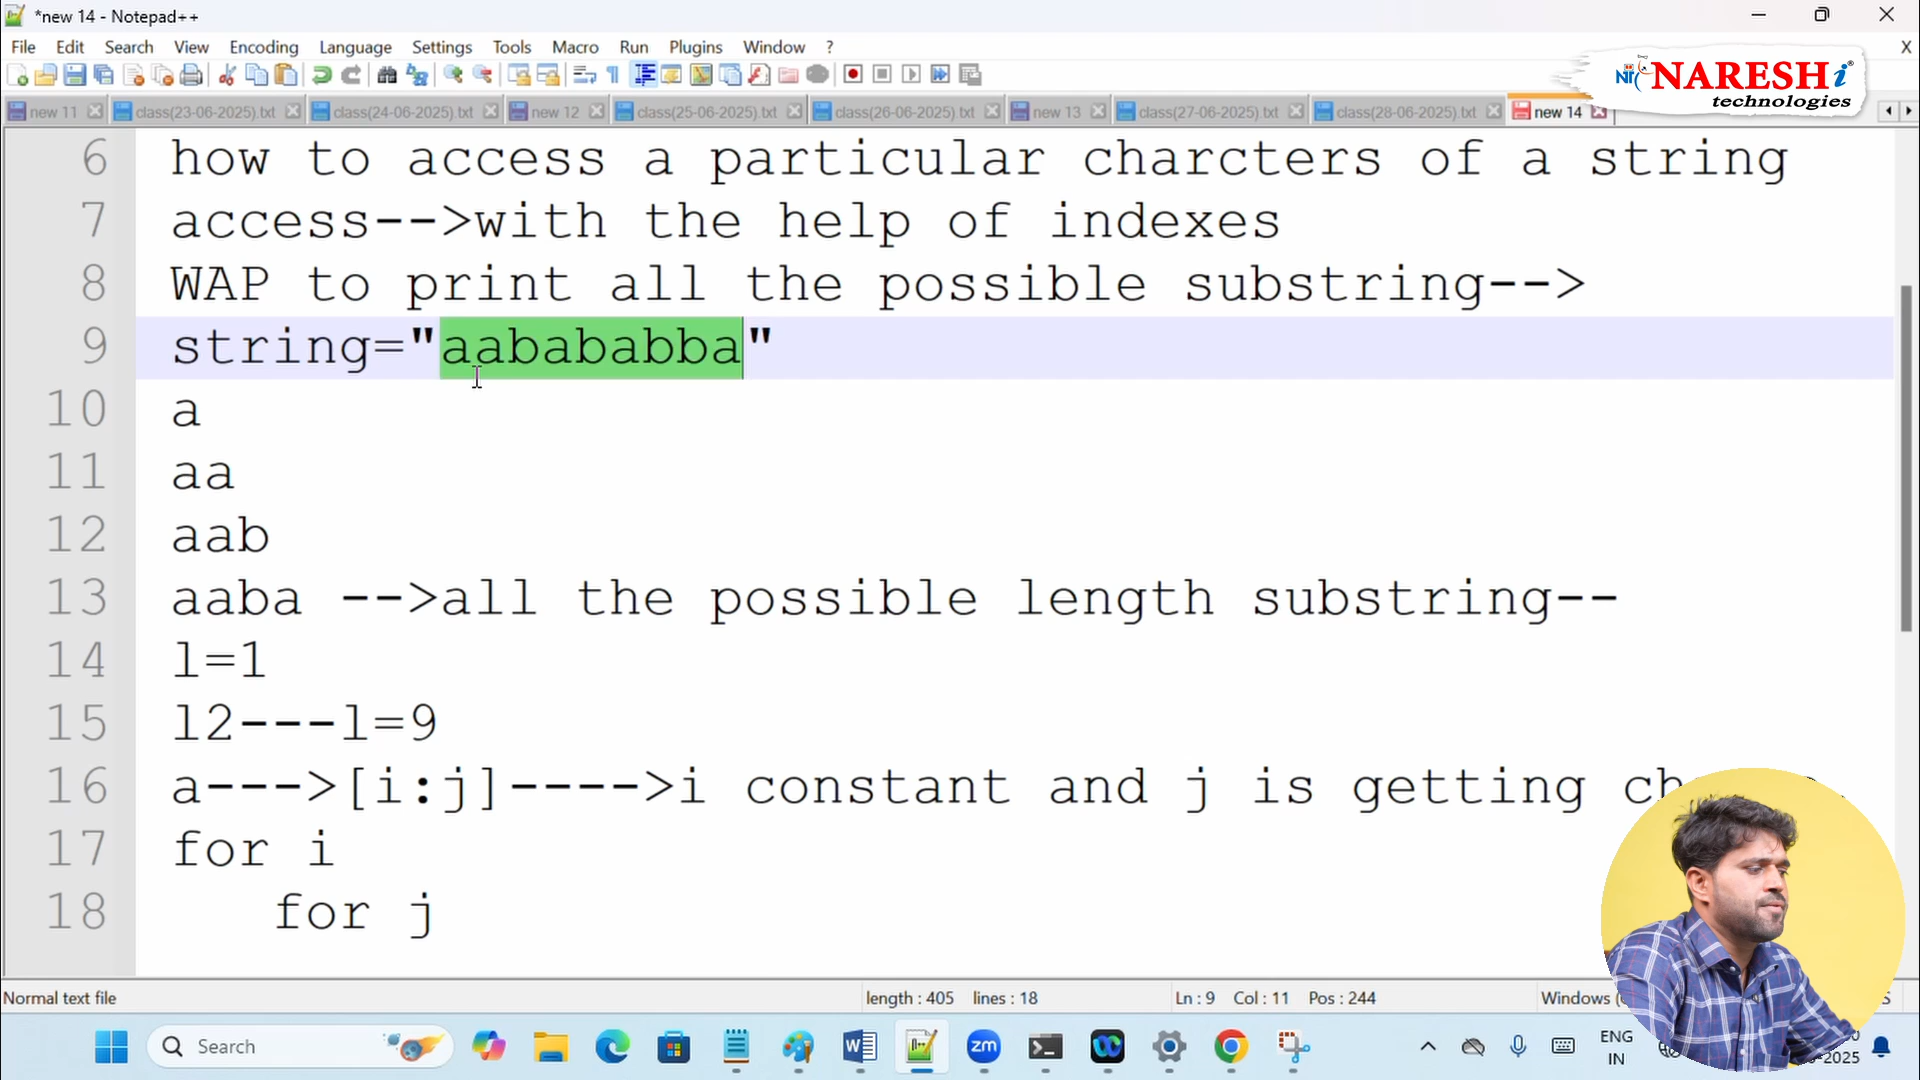 *new 14 - Notepad++
File Edit Search View Encoding Language Settings Tools Macro Run Plugins Window ? X
NARESHi technologies
new 11 class(23-06-2025).txt class(24-06-2025).txt new 12 class(25-06-2025).txt class(26-06-2025).txt new 13 class(27-06-2025).txt class(28-06-2025).txt new 14
6 how to access a particular charcters of a string
7 access-->with the help of indexes
8 WAP to print all the possible substring-->
9 string="aabababba"
10 a
11 aa
12 aab
13 aaba -->all the possible length substring--
14 l=1
15 l2---l=9
16 a--->[i:j]---->i constant and j is getting
17 for i
18 for j
Normal text file length : 405 lines : 18 Ln : 9 Col : 11 Pos : 244 Windows
Search
ENG
IN